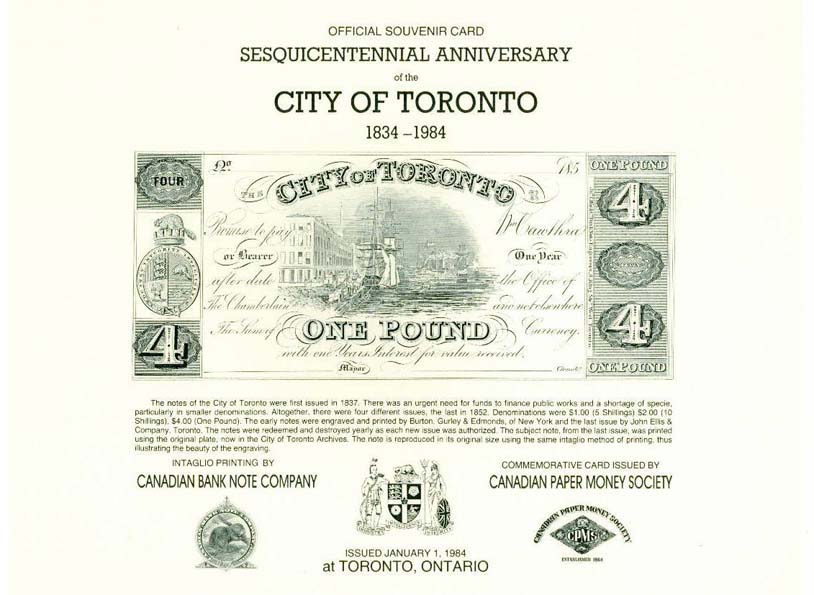 OFFICIAL SOUVENIR CARD
SESQUICENTENNIAL ANNIVERSARY
of the
CITY OF TORONTO
1834 – 1984
FOUR
No
185
ONE POUND
THE CITY OF TORONTO
4
Promise to pay
Wm Cawthra
or Bearer
One Year
after date
the Office of
The Chamberlain
and not elsewhere
4
The Sum of
ONE POUND
Currency.
4
with one Years Interest for value received.
Mayor
Chamb.
ONE POUND
The notes of the City of Toronto were first issued in 1837. There was an urgent need for funds to finance public works and a shortage of specie,
particularly in smaller denominations. Altogether, there were four different issues, the last in 1852. Denominations were $1.00 (5 Shillings) $2.00 (10
Shillings), $4.00 (One Pound). The early notes were engraved and printed by Burton, Gurley & Edmonds, of New York and the last issue by John Ellis &
Company, Toronto. The notes were redeemed and destroyed yearly as each new issue was authorized. The subject note, from the last issue, was printed
using the original plate, now in the City of Toronto Archives. The note is reproduced in its original size using the same intaglio method of printing, thus
illustrating the beauty of the engraving.
INTAGLIO PRINTING BY
CANADIAN BANK NOTE COMPANY
COMMEMORATIVE CARD ISSUED BY
CANADIAN PAPER MONEY SOCIETY
CANADIAN PAPER MONEY SOCIETY
CPMS
ESTABLISHED 1964
ISSUED JANUARY 1, 1984
at TORONTO, ONTARIO